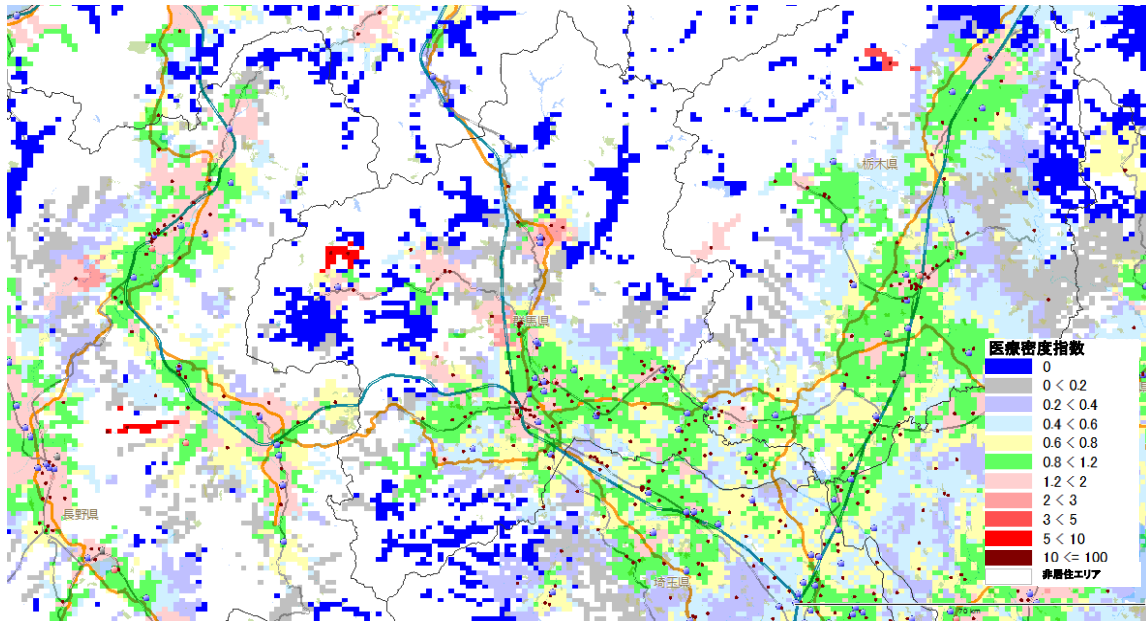 栃木県
群馬県
長野県
埼玉県
医療密度指数
0
0 < 0.2
0.2 < 0.4
0.4 < 0.6
0.6 < 0.8
0.8 < 1.2
1.2 < 2
2 < 3
3 < 5
5 < 10
10 <= 100
非居住エリア